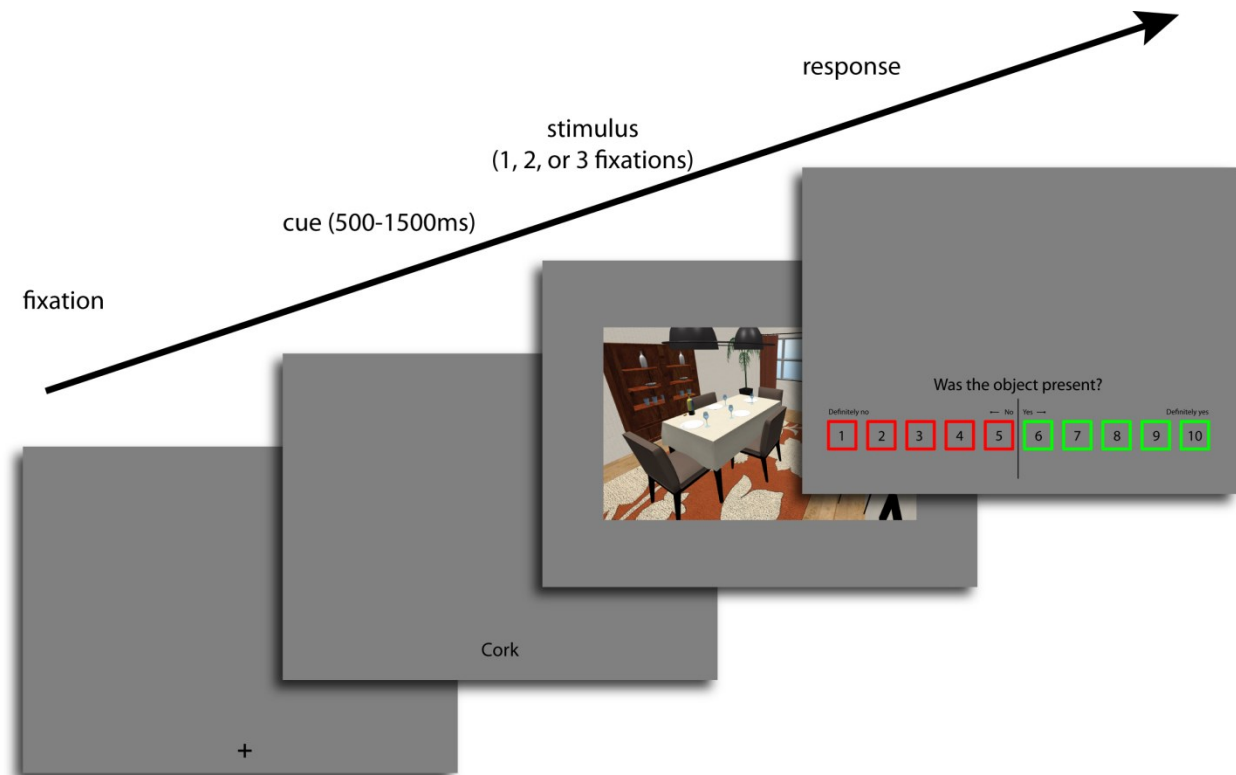 response
stimulus
(1, 2, or 3 fixations)
cue (500-1500ms)
fixation
Was the object present?
Definitely no ← No Yes → Definitely yes
1 2 3 4 5 6 7 8 9 10
Cork
+